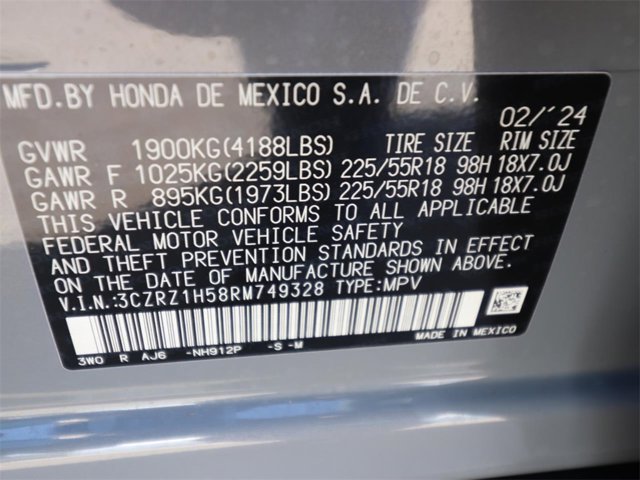 MFD.BY HONDA DE MEXICO S.A. DE C.V.
02/'24
GVWR 1900KG(4188LBS) TIRE SIZE RIM SIZE
GAWR F 1025KG(2259LBS) 225/55R18 98H 18X7.0J
GAWR R 895KG(1973LBS) 225/55R18 98H 18X7.0J
THIS VEHICLE CONFORMS TO ALL APPLICABLE
FEDERAL MOTOR VEHICLE SAFETY
AND THEFT PREVENTION STANDARDS IN EFFECT
ON THE DATE OF MANUFACTURE SHOWN ABOVE.
V.I.N.:3CZRZ1H58RM749328 TYPE:MPV
3WO R AJ6 -NH912P -S -M
MADE IN MEXICO